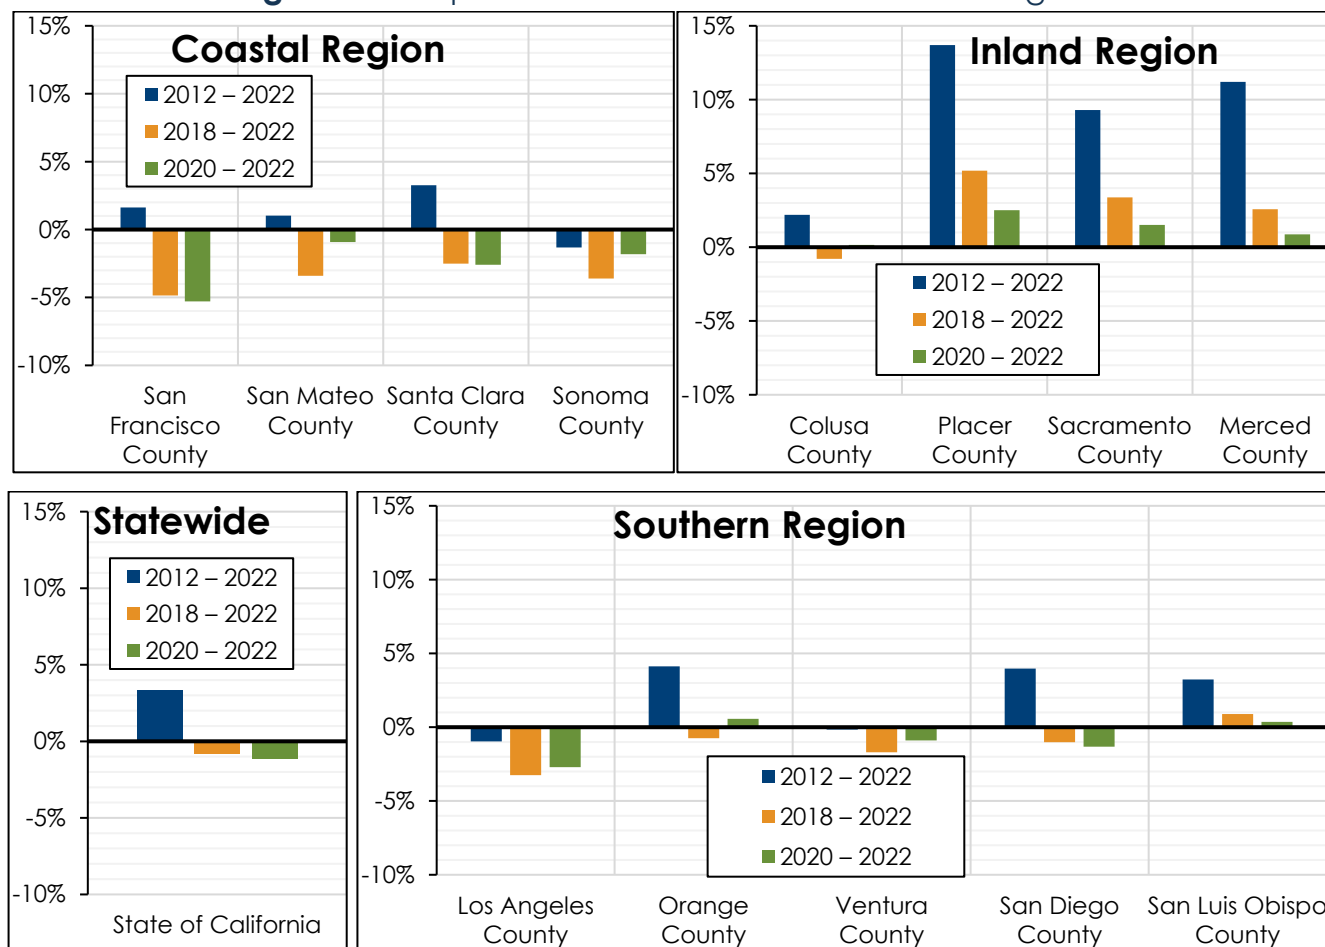 Coastal Region
15%
10%
5%
0%
-5%
-10%
2012 – 2022
2018 – 2022
2020 – 2022
San
Francisco
County
San Mateo
County
Santa Clara
County
Sonoma
County
Inland Region
15%
10%
5%
0%
-5%
-10%
2012 – 2022
2018 – 2022
2020 – 2022
Colusa
County
Placer
County
Sacramento
County
Merced
County
Statewide
15%
10%
5%
0%
-5%
-10%
2012 – 2022
2018 – 2022
2020 – 2022
State of California
Southern Region
15%
10%
5%
0%
-5%
-10%
2012 – 2022
2018 – 2022
2020 – 2022
Los Angeles
County
Orange
County
Ventura
County
San Diego
County
San Luis Obispo
County